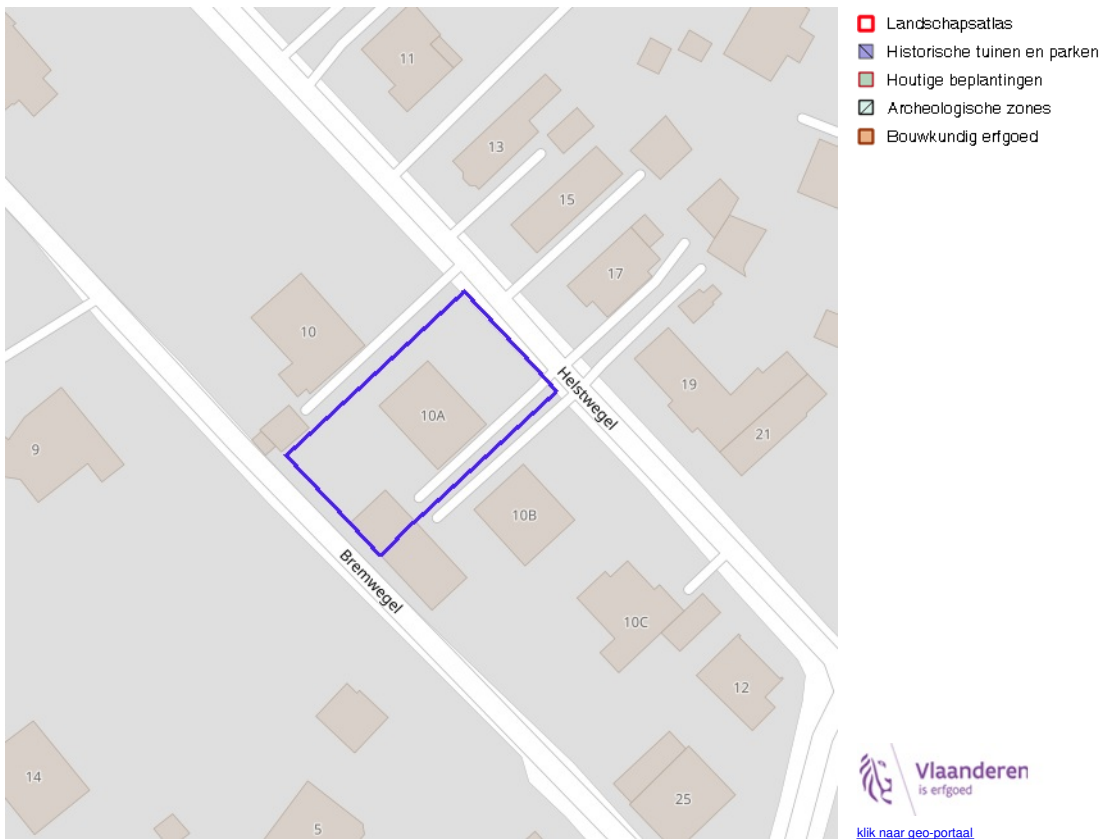 Landschapsatlas
Historische tuinen en parken
Houtige beplantingen
Archeologische zones
Bouwkundig erfgoed
11
13
15
17
10
10A
Helstwegel
19
21
9
10B
Bremwegel
10C
12
14
25
5
Vlaanderen
is erfgoed
klik naar geo-portaal